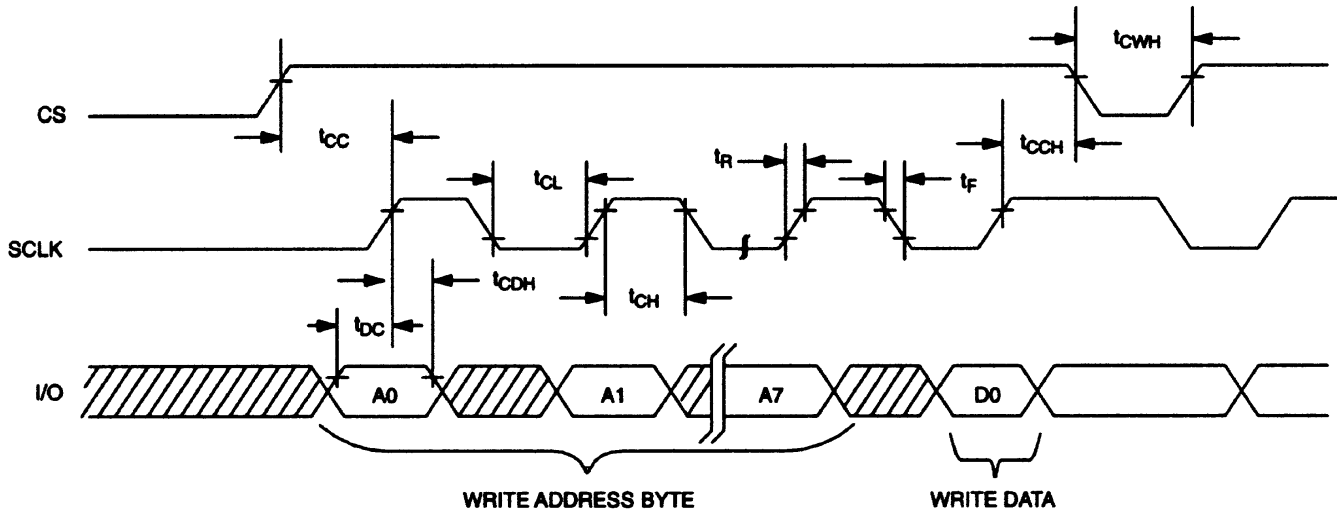 tCWH
CS
tCC
tCCH
tR
tCL
tF
SCLK
tCDH
tCH
tDC
I/O
A0
A1
A7
D0
WRITE ADDRESS BYTE
WRITE DATA